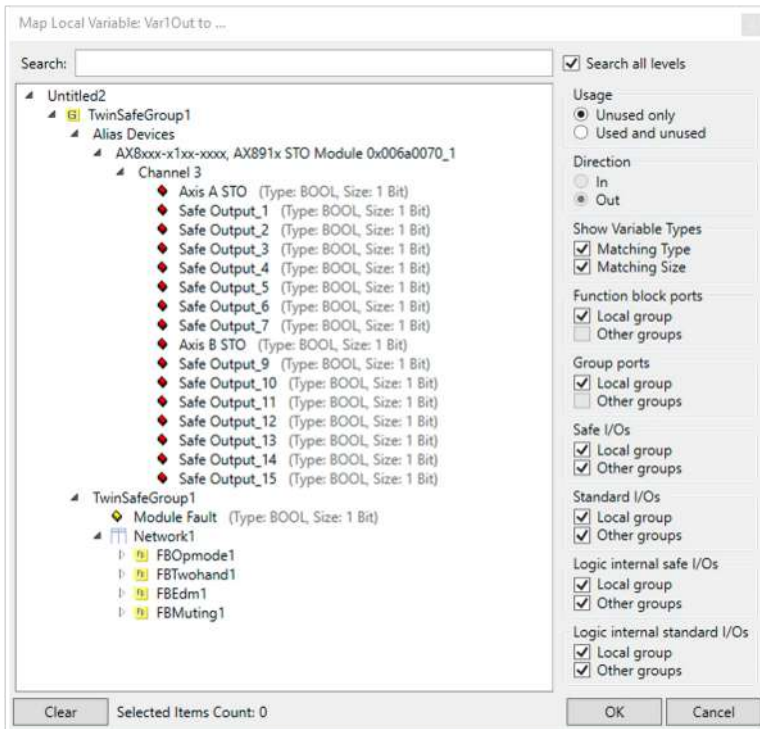 Map Local Variable: Var1Out to ...
Search:
Search all levels
Untitled2
TwinSafeGroup1
Alias Devices
AX8xxx-x1xx-xxxx, AX891x STO Module 0x006a0070_1
Channel 3
Axis A STO (Type: BOOL, Size: 1 Bit)
Safe Output_1 (Type: BOOL, Size: 1 Bit)
Safe Output_2 (Type: BOOL, Size: 1 Bit)
Safe Output_3 (Type: BOOL, Size: 1 Bit)
Safe Output_4 (Type: BOOL, Size: 1 Bit)
Safe Output_5 (Type: BOOL, Size: 1 Bit)
Safe Output_6 (Type: BOOL, Size: 1 Bit)
Safe Output_7 (Type: BOOL, Size: 1 Bit)
Axis B STO (Type: BOOL, Size: 1 Bit)
Safe Output_9 (Type: BOOL, Size: 1 Bit)
Safe Output_10 (Type: BOOL, Size: 1 Bit)
Safe Output_11 (Type: BOOL, Size: 1 Bit)
Safe Output_12 (Type: BOOL, Size: 1 Bit)
Safe Output_13 (Type: BOOL, Size: 1 Bit)
Safe Output_14 (Type: BOOL, Size: 1 Bit)
Safe Output_15 (Type: BOOL, Size: 1 Bit)
TwinSafeGroup1
Module Fault (Type: BOOL, Size: 1 Bit)
Network1
FBOpmode1
FBTwohand1
FBEdm1
FBMuting1
Usage
Unused only
Used and unused
Direction
In
Out
Show Variable Types
Matching Type
Matching Size
Function block ports
Local group
Other groups
Group ports
Local group
Other groups
Safe I/Os
Local group
Other groups
Standard I/Os
Local group
Other groups
Logic internal safe I/Os
Local group
Other groups
Logic internal standard I/Os
Local group
Other groups
Clear
Selected Items Count: 0
OK
Cancel